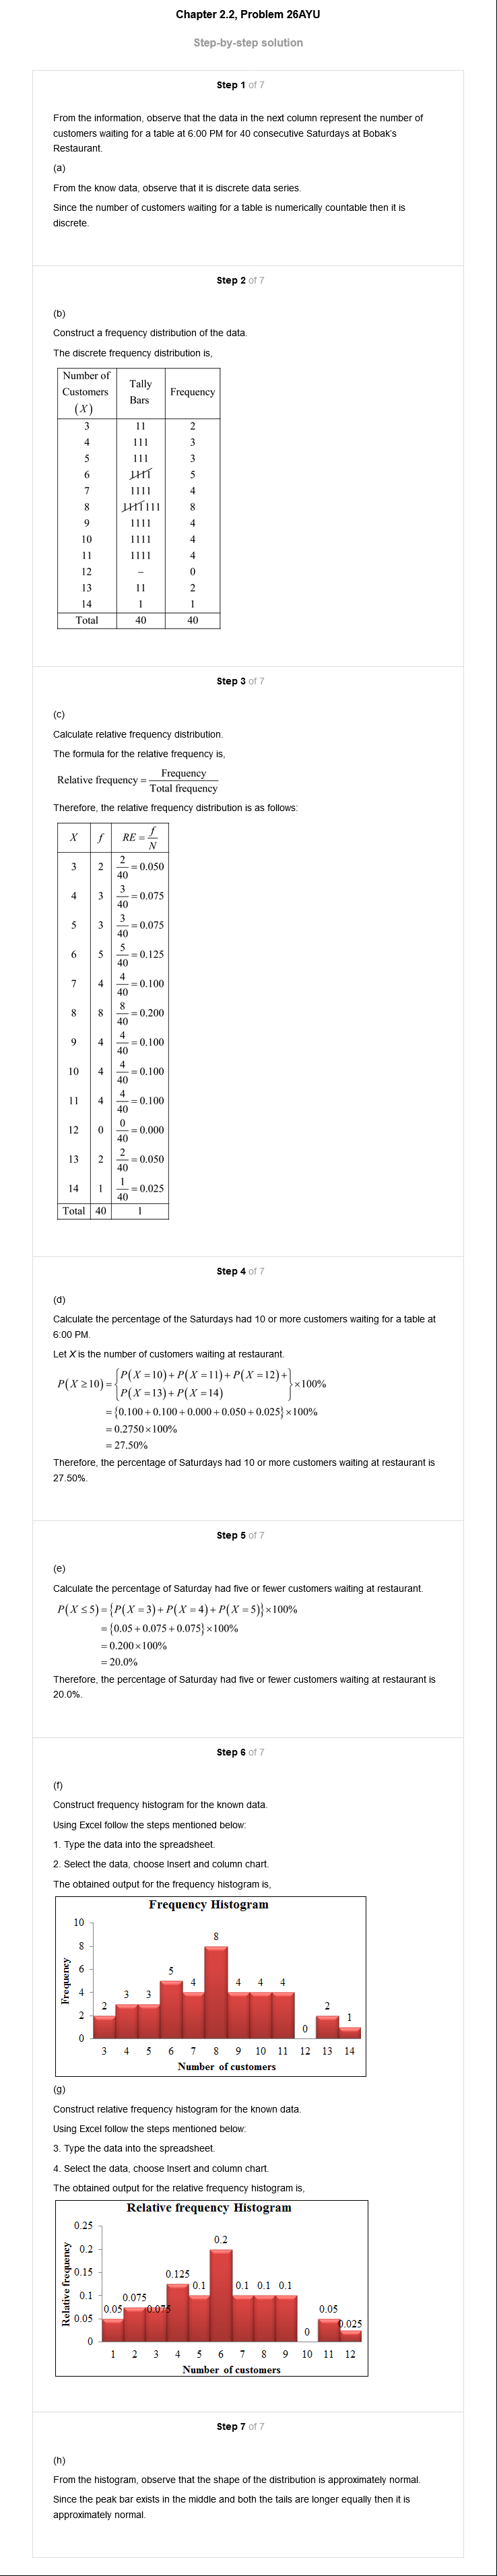 Chapter 2.2, Problem 26AYU
Step-by-step solution
Step 1 of 7
From the information, observe that the data in the next column represent the number of
customers waiting for a table at 6:00 PM for 40 consecutive Saturdays at Bobak's
Restaurant.
(a)
From the know data, observe that it is discrete data series.
Since the number of customers waiting for a table is numerically countable then it is
discrete.
Step 2 of 7
(b)
Construct a frequency distribution of the data.
The discrete frequency distribution is,
Number of Customers (X) Tally Bars Frequency
3 11 2
4 111 3
5 111 3
6 1111 5
7 1111 4
8 1111111 8
9 1111 4
10 1111 4
11 1111 4
12 – 0
13 11 2
14 1 1
Total 40 40
Step 3 of 7
(c)
Calculate relative frequency distribution.
The formula for the relative frequency is,
Relative frequency = Frequency / Total frequency
Therefore, the relative frequency distribution is as follows:
X f RE = f/N
3 2 2/40 = 0.050
4 3 3/40 = 0.075
5 3 3/40 = 0.075
6 5 5/40 = 0.125
7 4 4/40 = 0.100
8 8 8/40 = 0.200
9 4 4/40 = 0.100
10 4 4/40 = 0.100
11 4 4/40 = 0.100
12 0 0/40 = 0.000
13 2 2/40 = 0.050
14 1 1/40 = 0.025
Total 40 1
Step 4 of 7
(d)
Calculate the percentage of the Saturdays had 10 or more customers waiting for a table at
6:00 PM.
Let X is the number of customers waiting at restaurant.
P(X ≥ 10) = {P(X = 10) + P(X = 11) + P(X = 12) +
P(X = 13) + P(X = 14)} × 100%
= {0.100 + 0.100 + 0.000 + 0.050 + 0.025} × 100%
= 0.2750 × 100%
= 27.50%
Therefore, the percentage of Saturdays had 10 or more customers waiting at restaurant is
27.50%.
Step 5 of 7
(e)
Calculate the percentage of Saturday had five or fewer customers waiting at restaurant.
P(X ≤ 5) = {P(X = 3) + P(X = 4) + P(X = 5)} × 100%
= {0.05 + 0.075 + 0.075} × 100%
= 0.200 × 100%
= 20.0%
Therefore, the percentage of Saturday had five or fewer customers waiting at restaurant is
20.0%.
Step 6 of 7
(f)
Construct frequency histogram for the known data.
Using Excel follow the steps mentioned below:
1. Type the data into the spreadsheet.
2. Select the data, choose Insert and column chart.
The obtained output for the frequency histogram is,
Frequency Histogram
Frequency
10
8
6
4
2
0
2 3 3 5 4 8 4 4 4 0 2 1
3 4 5 6 7 8 9 10 11 12 13 14
Number of customers
(g)
Construct relative frequency histogram for the known data.
Using Excel follow the steps mentioned below:
3. Type the data into the spreadsheet.
4. Select the data, choose Insert and column chart.
The obtained output for the relative frequency histogram is,
Relative frequency Histogram
Relative frequency
0.25
0.2
0.15
0.1
0.05
0
0.05 0.075 0.075 0.125 0.1 0.2 0.1 0.1 0.1 0 0.05 0.025
1 2 3 4 5 6 7 8 9 10 11 12
Number of customers
Step 7 of 7
(h)
From the histogram, observe that the shape of the distribution is approximately normal.
Since the peak bar exists in the middle and both the tails are longer equally then it is
approximately normal.